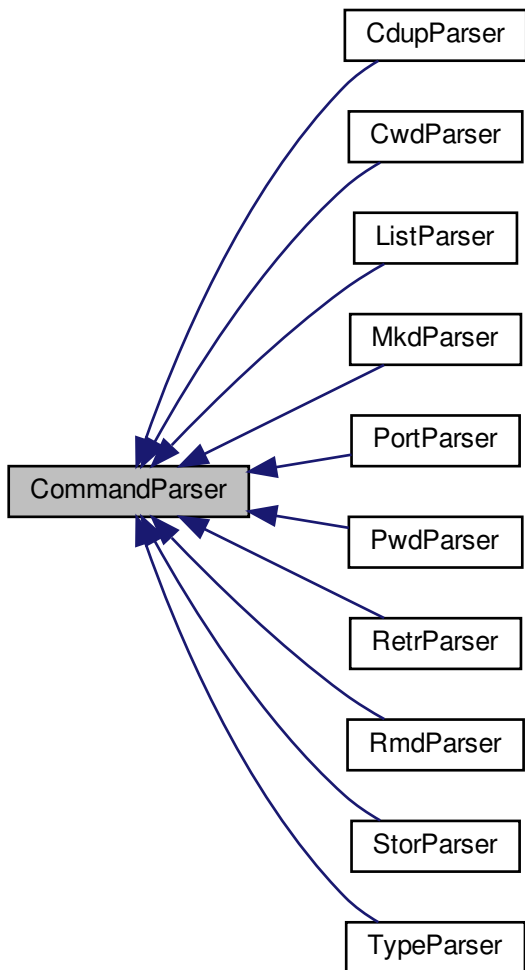 CdupParser
CwdParser
ListParser
MkdParser
PortParser
CommandParser
PwdParser
RetrParser
RmdParser
StorParser
TypeParser